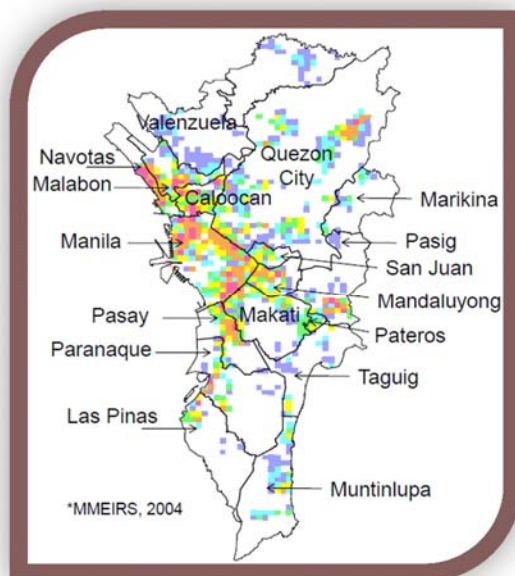 Valenzuela
Navotas
Quezon
City
Malabon
Caloocan
Marikina
Manila
Pasig
San Juan
Mandaluyong
Pasay
Makati
Pateros
Paranaque
Taguig
Las Pinas
Muntinlupa
*MMEIRS, 2004